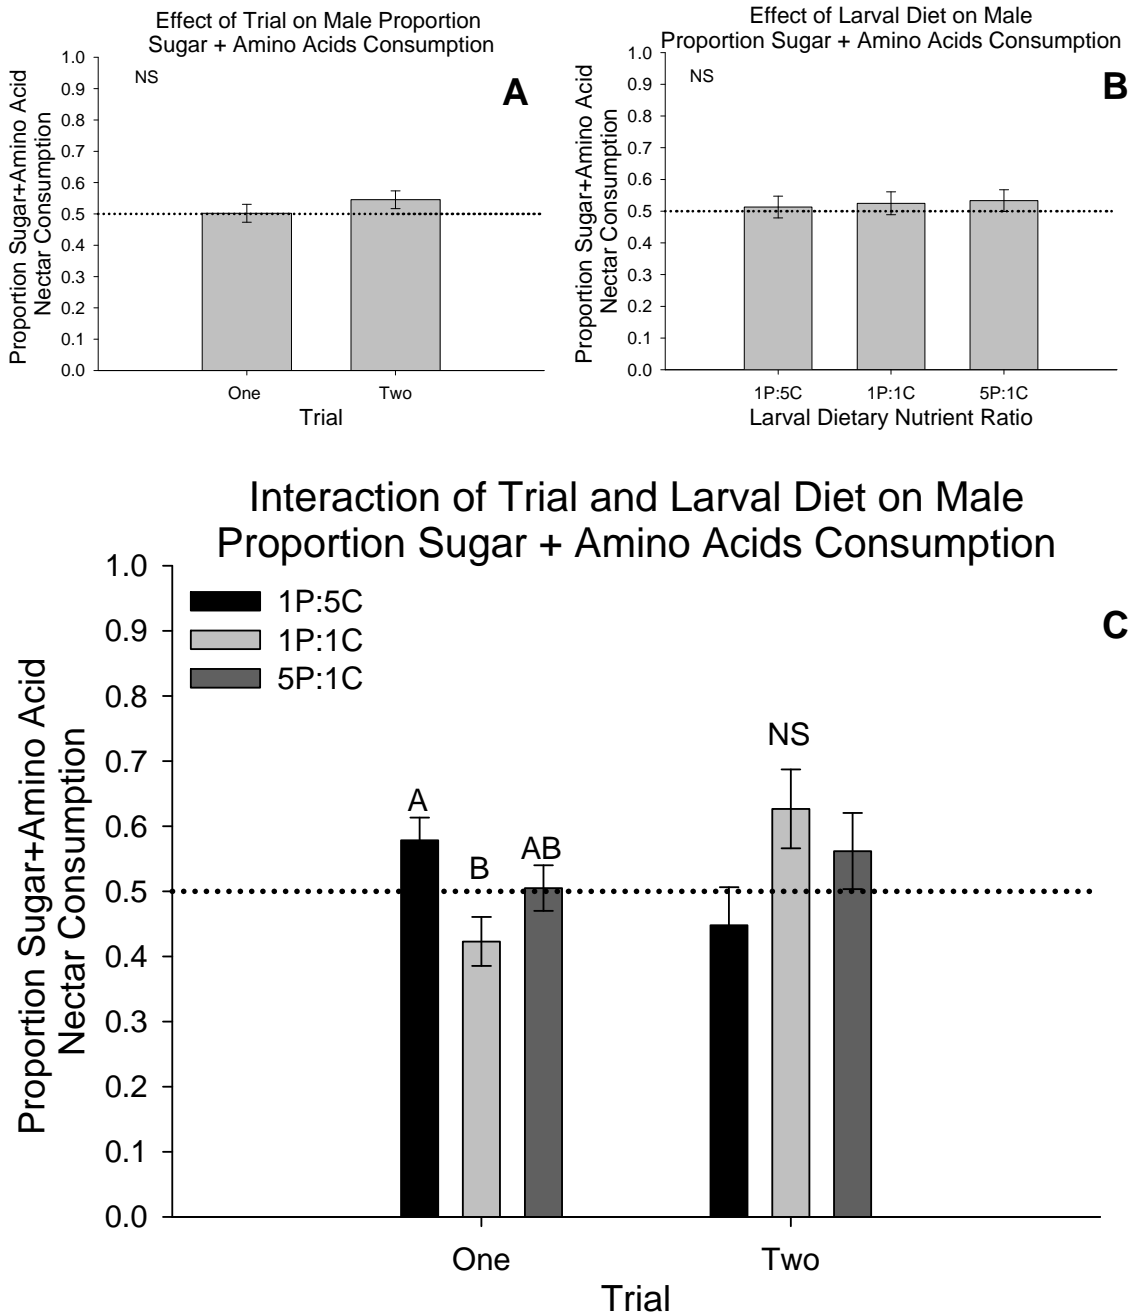 Effect of Trial on Male Proportion
Sugar + Amino Acids Consumption
NS
A
Proportion Sugar+Amino Acid
Nectar Consumption
1.0
0.9
0.8
0.7
0.6
0.5
0.4
0.3
0.2
0.1
0.0
One
Two
Trial
Effect of Larval Diet on Male
Proportion Sugar + Amino Acids Consumption
NS
B
Proportion Sugar+Amino Acid
Nectar Consumption
1.0
0.9
0.8
0.7
0.6
0.5
0.4
0.3
0.2
0.1
0.0
1P:5C
1P:1C
5P:1C
Larval Dietary Nutrient Ratio
Interaction of Trial and Larval Diet on Male
Proportion Sugar + Amino Acids Consumption
C
1P:5C
1P:1C
5P:1C
Proportion Sugar+Amino Acid
Nectar Consumption
1.0
0.9
0.8
0.7
0.6
0.5
0.4
0.3
0.2
0.1
0.0
A
B
AB
NS
One
Two
Trial